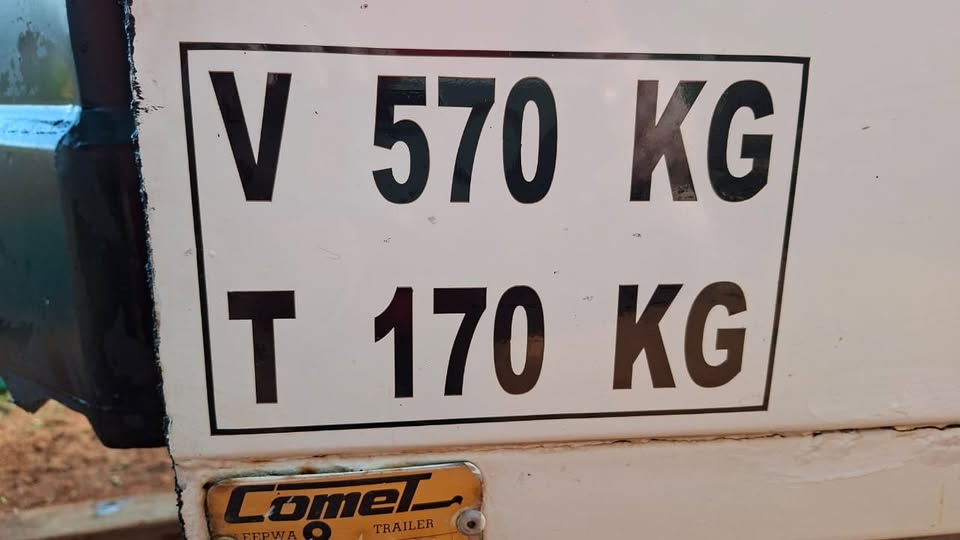 V 570 KG
T 170 KG
COMET
TRAILER